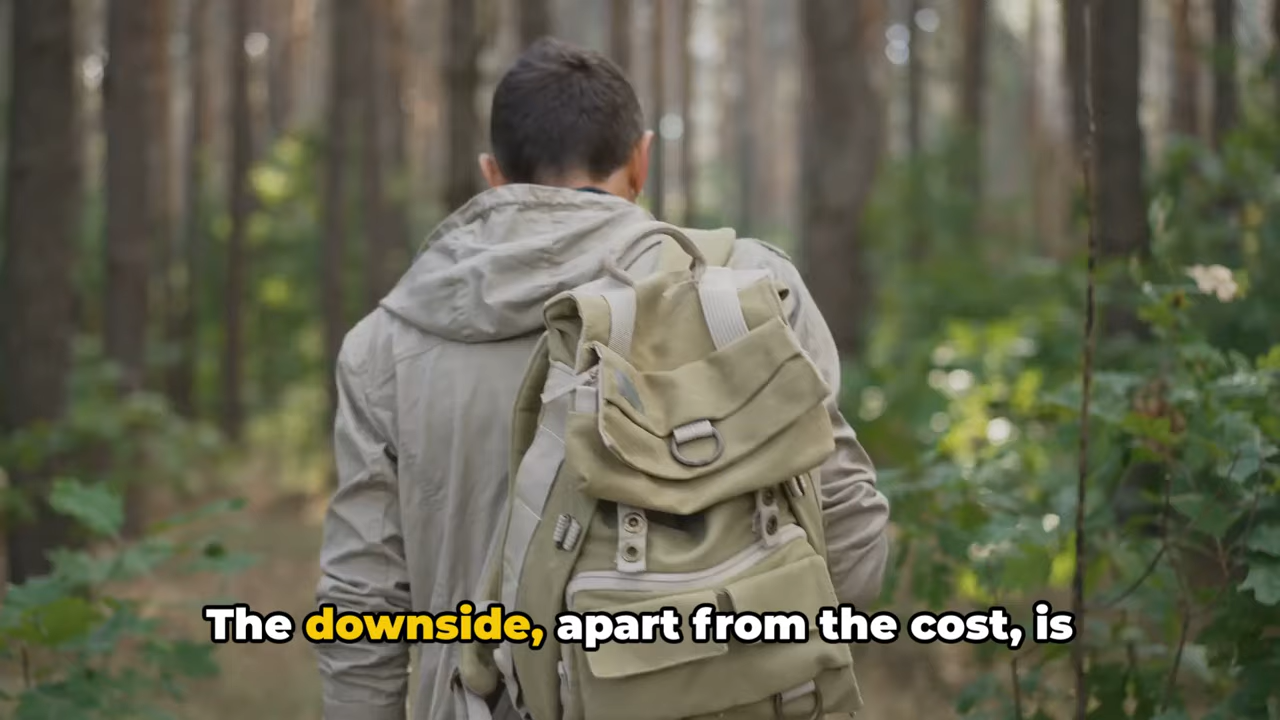 The downside, apart from the cost, is